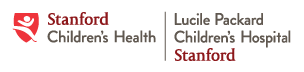 Stanford
Children's Health
Lucile Packard
Children's Hospital
Stanford